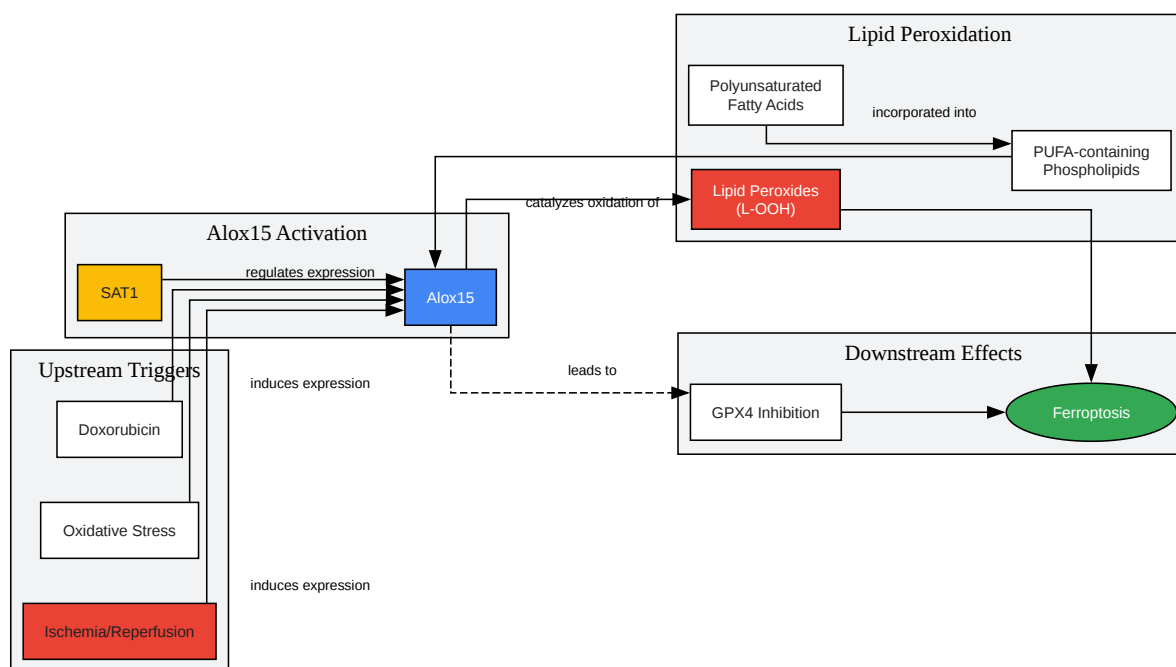 Lipid Peroxidation
Polyunsaturated
Fatty Acids
incorporated into
PUFA-containing
Phospholipids
Lipid Peroxides
(L-OOH)
catalyzes oxidation of
Alox15 Activation
SAT1
regulates expression
Alox15
Upstream Triggers
induces expression
Doxorubicin
Oxidative Stress
induces expression
Ischemia/Reperfusion
leads to
Downstream Effects
GPX4 Inhibition
Ferroptosis